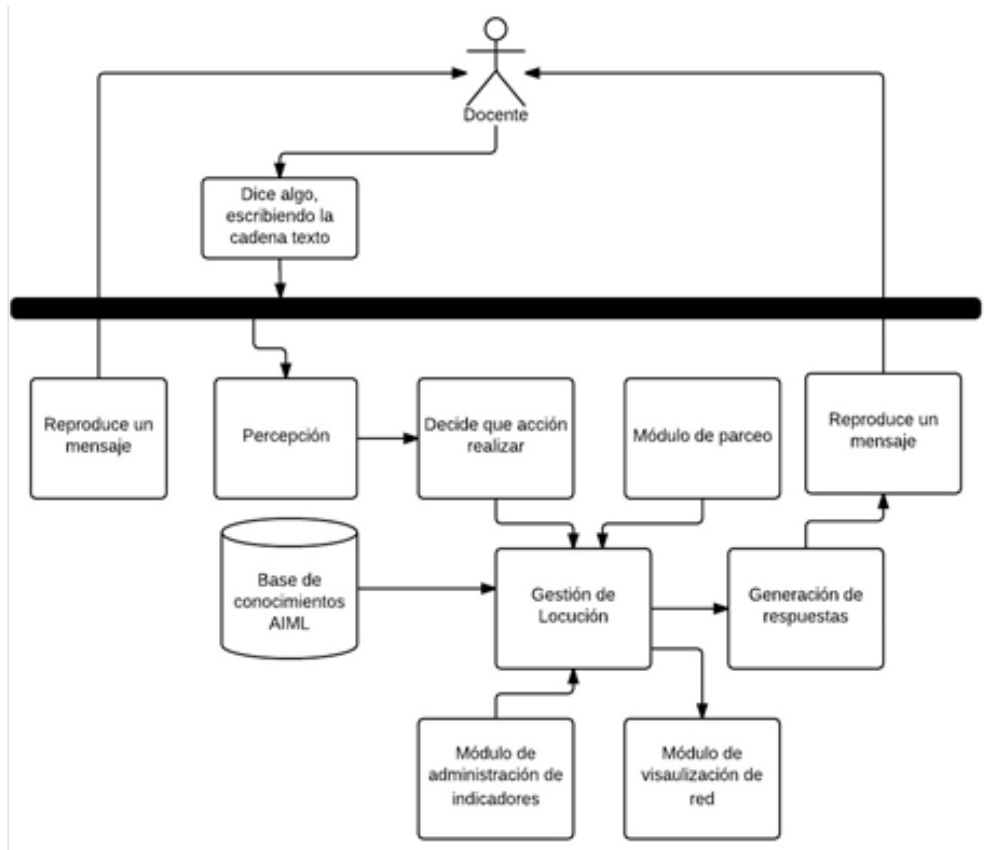 Docente
Dice algo,
escribiendo la
cadena texto
Reproduce un
mensaje
Percepción
Decide que acción
realizar
Módulo de parceo
Reproduce un
mensaje
Base de
conocimientos
AIML
Gestión de
Locución
Generación de
respuestas
Módulo de
administración de
indicadores
Módulo de
visaulización de
red